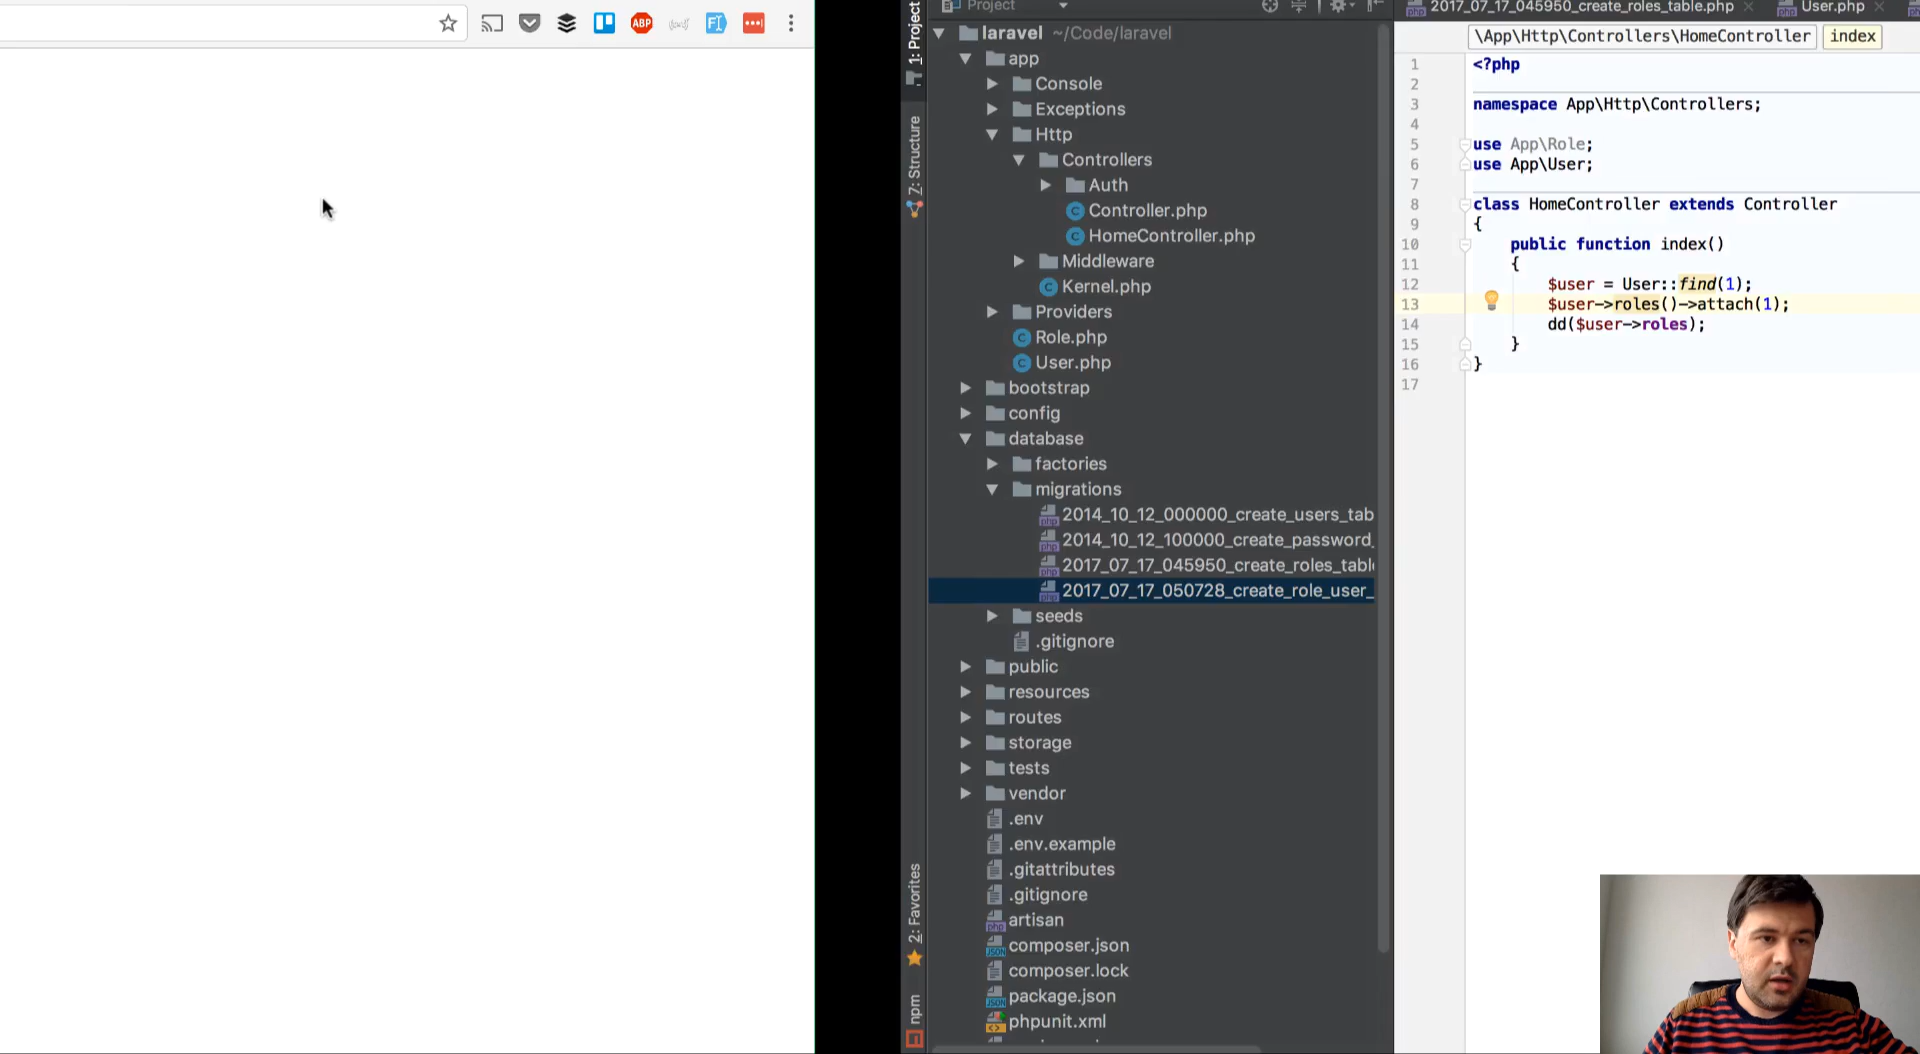 ABP
Project
2017_07_17_045950_create_roles_table.php
User.php
\App\Http\Controllers\HomeController
index
1: Project
7: Structure
2: Favorites
npm
laravel ~/Code/laravel
app
Console
Exceptions
Http
Controllers
Auth
Controller.php
HomeController.php
Middleware
Kernel.php
Providers
Role.php
User.php
bootstrap
config
database
factories
migrations
2014_10_12_000000_create_users_tab
2014_10_12_100000_create_password_
2017_07_17_045950_create_roles_tabl
2017_07_17_050728_create_role_user_
seeds
.gitignore
public
resources
routes
storage
tests
vendor
.env
.env.example
.gitattributes
.gitignore
artisan
composer.json
composer.lock
package.json
phpunit.xml
1 <?php
2
3 namespace App\Http\Controllers;
4
5 use App\Role;
6 use App\User;
7
8 class HomeController extends Controller
9 {
10 public function index()
11 {
12 $user = User::find(1);
13 $user->roles()->attach(1);
14 dd($user->roles);
15 }
16 }
17